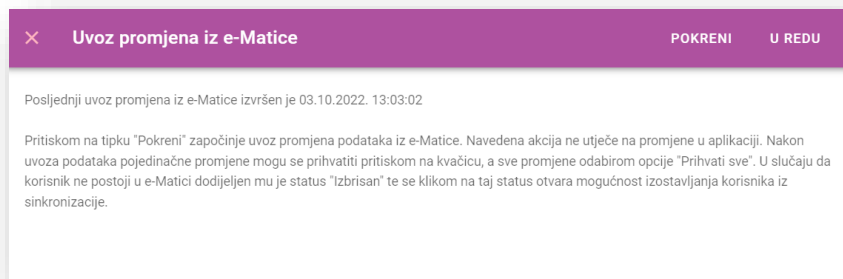 Uvoz promjena iz e-Matice POKRENI U REDU
Posljednji uvoz promjena iz e-Matice izvršen je 03.10.2022. 13:03:02
Pritiskom na tipku "Pokreni" započinje uvoz promjena podataka iz e-Matice. Navedena akcija ne utječe na promjene u aplikaciji. Nakon
uvoza podataka pojedinačne promjene mogu se prihvatiti pritiskom na kvačicu, a sve promjene odabirom opcije "Prihvati sve". U slučaju da
korisnik ne postoji u e-Matici dodijeljen mu je status "Izbrisan" te se klikom na taj status otvara mogućnost izostavljanja korisnika iz
sinkronizacije.